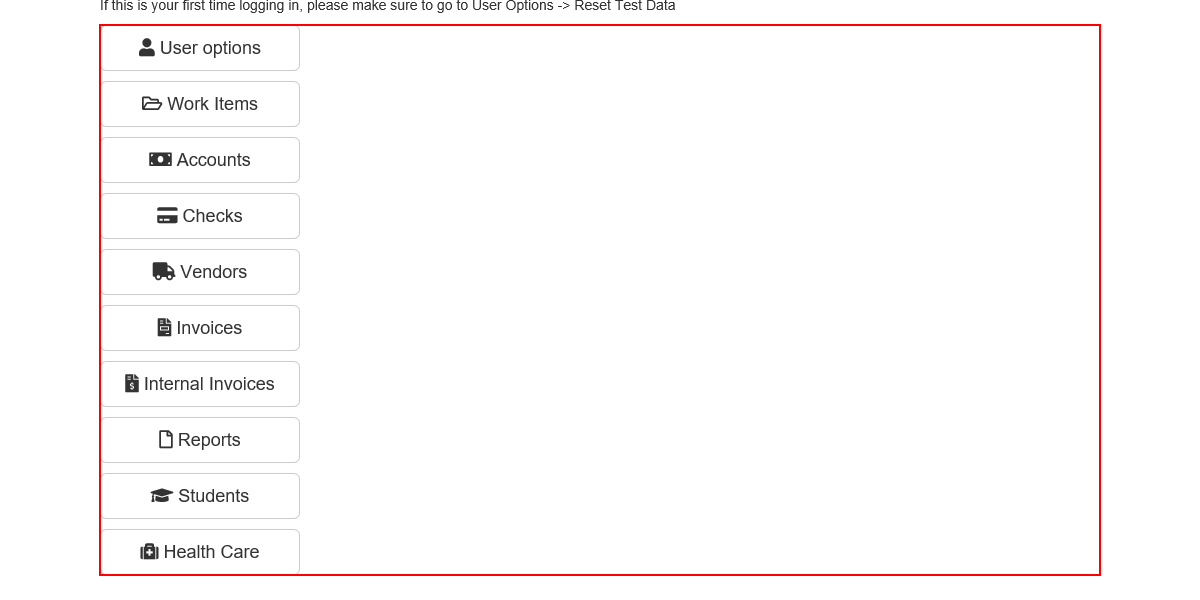 If this is your first time logging in, please make sure to go to User Options -> Reset Test Data
User options
Work Items
Accounts
Checks
Vendors
Invoices
Internal Invoices
Reports
Students
Health Care